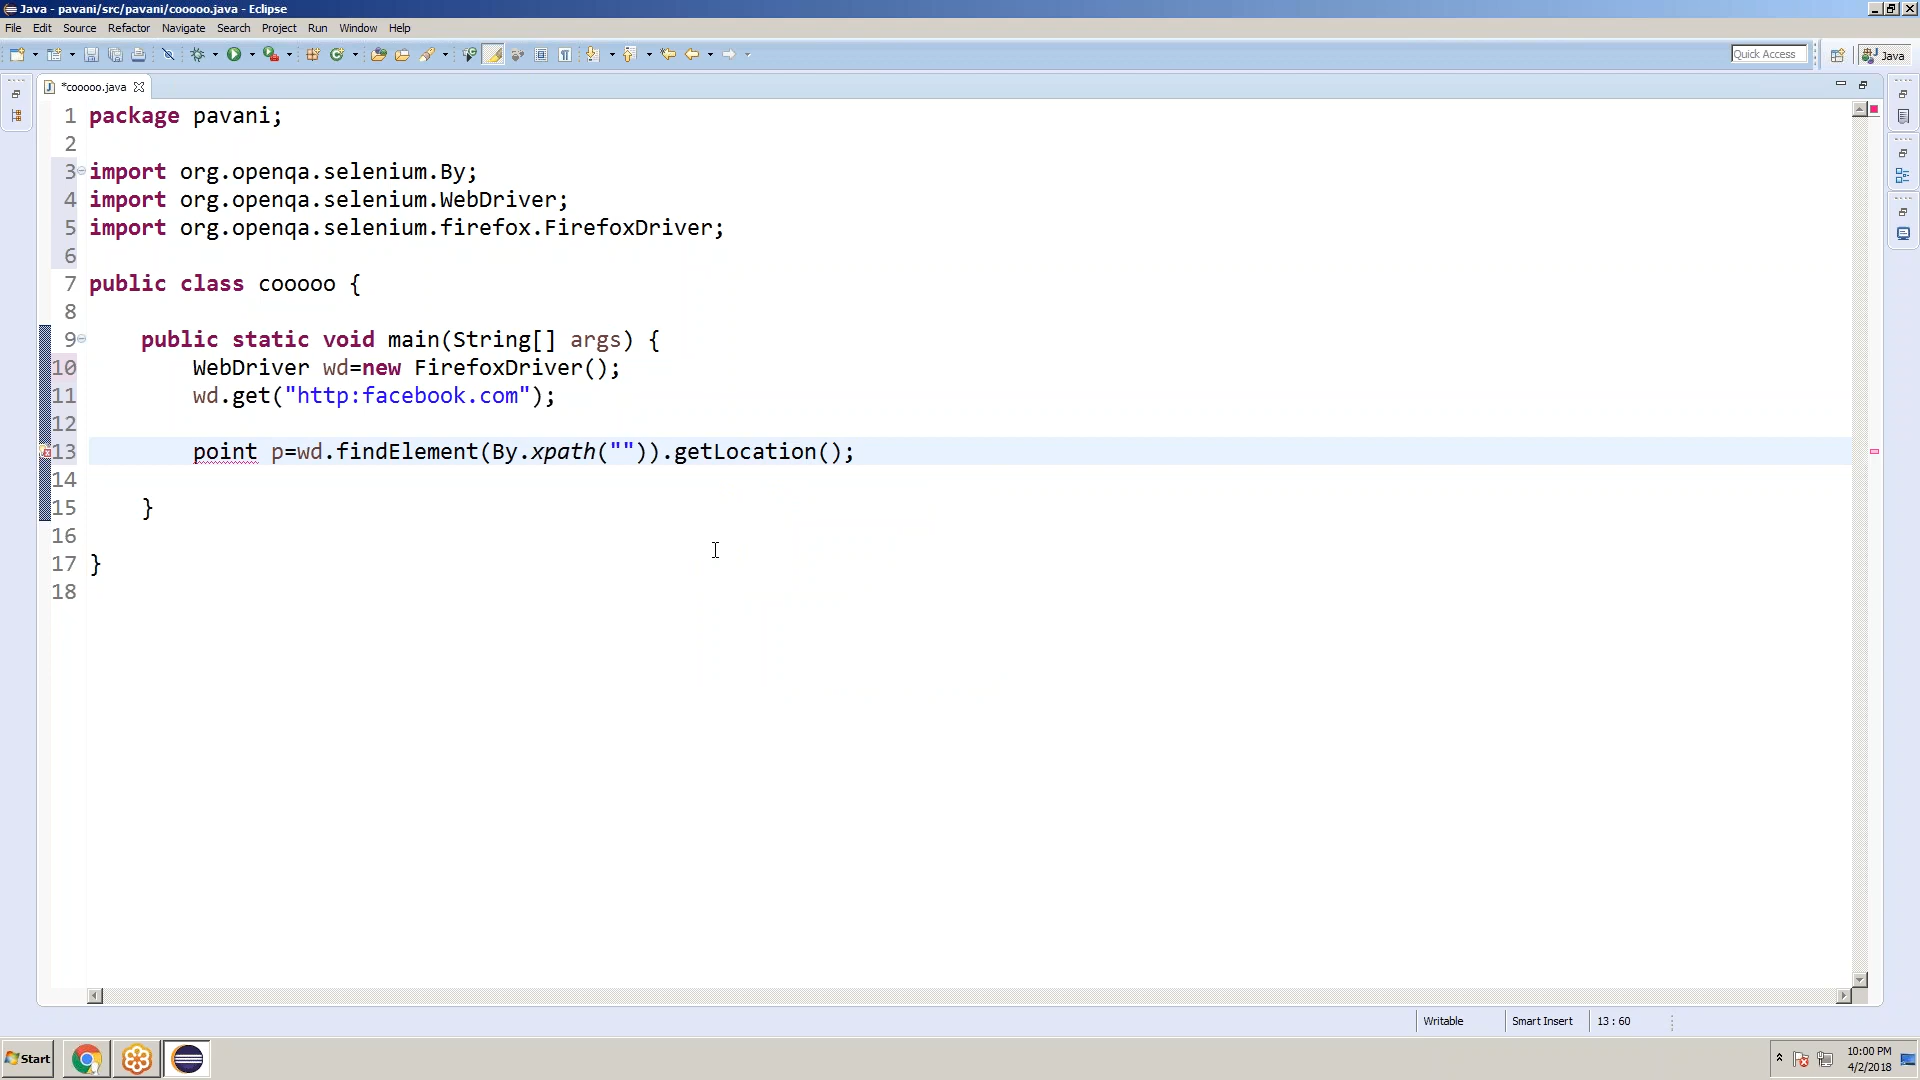 Java - pavani/src/pavani/cooooo.java - Eclipse
File Edit Source Refactor Navigate Search Project Run Window Help
Quick Access
Java
*cooooo.java
1 package pavani;
2
3 import org.openqa.selenium.By;
4 import org.openqa.selenium.WebDriver;
5 import org.openqa.selenium.firefox.FirefoxDriver;
6
7 public class cooooo {
8
9 public static void main(String[] args) {
10 WebDriver wd=new FirefoxDriver();
11 wd.get("http:facebook.com");
12
13 point p=wd.findElement(By.xpath("")).getLocation();
14
15 }
16
17 }
18
Writable Smart Insert 13 : 60
Start
10:00 PM
4/2/2018